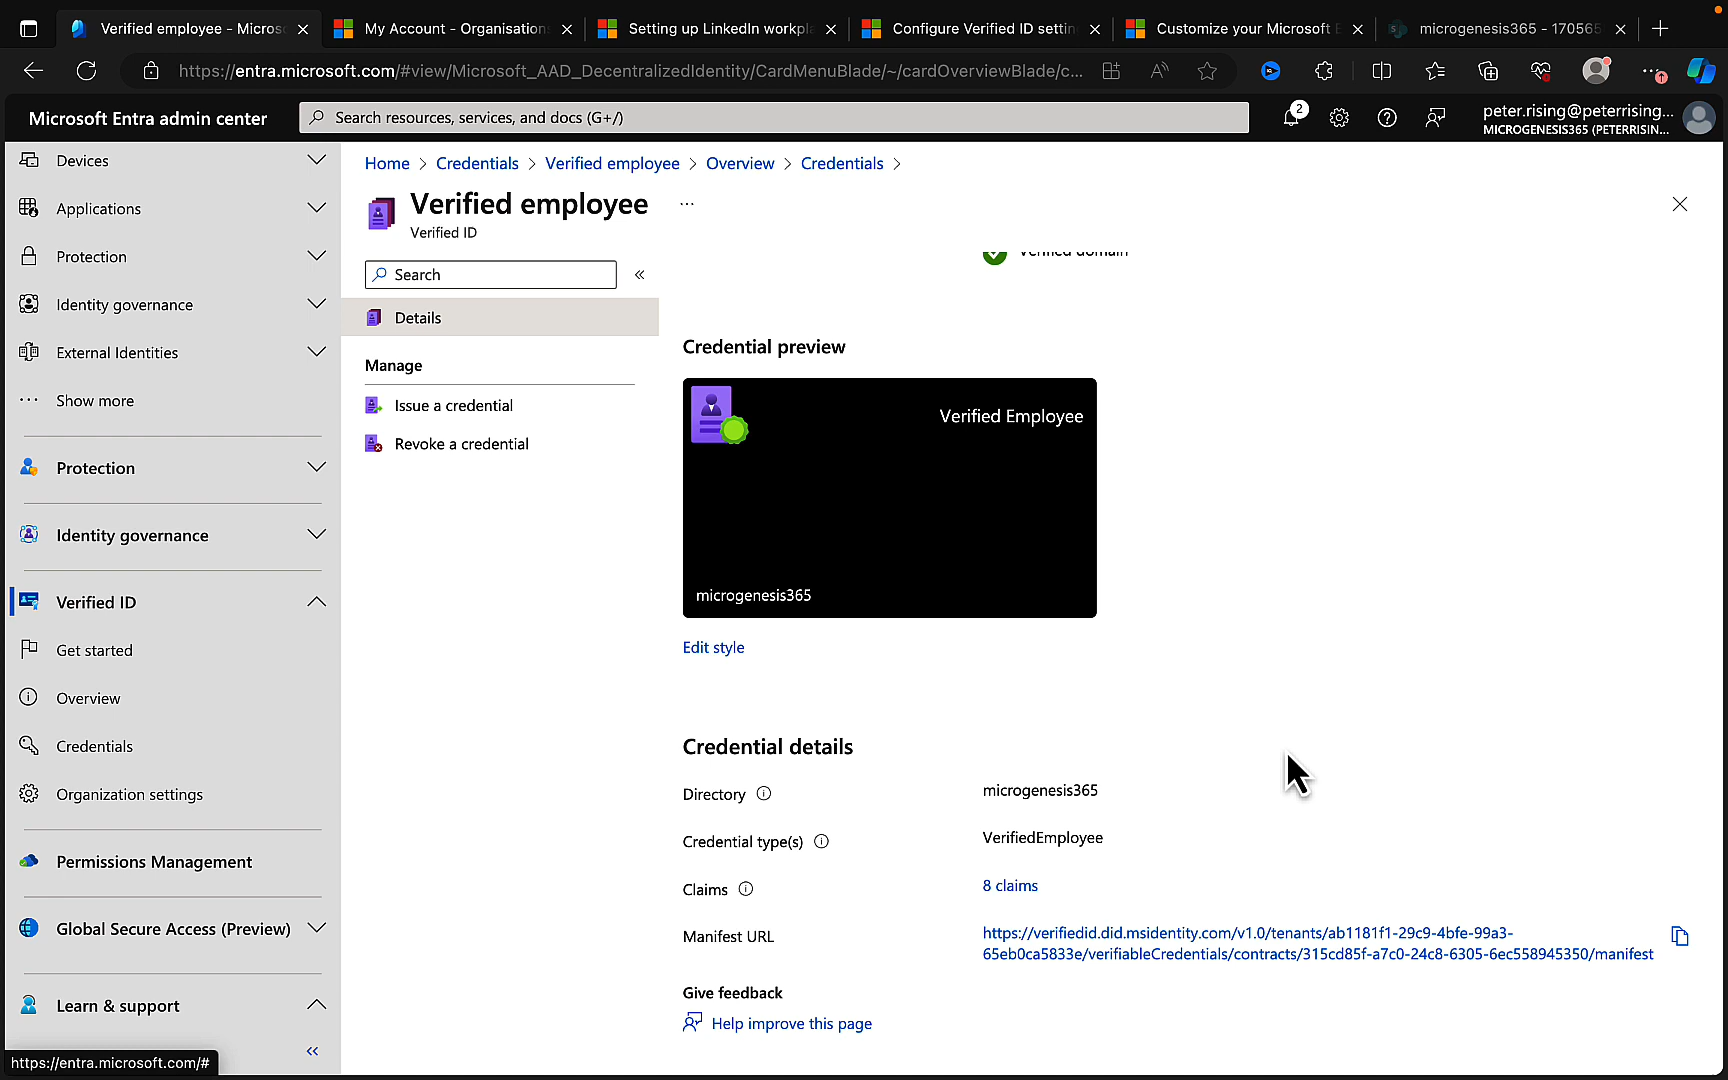 Verified employee - Micros
My Account - Organisation
Setting up LinkedIn workpla
Configure Verified ID settin
Customize your Microsoft E
microgenesis365 - 170565
https://entra.microsoft.com/#view/Microsoft_AAD_DecentralizedIdentity/CardMenuBlade/~/cardOverviewBlade/c...
Microsoft Entra admin center
Search resources, services, and docs (G+/)
2
peter.rising@peterrising...
MICROGENESIS365 (PETERRISIN...
Devices
Applications
Protection
Identity governance
External Identities
Show more
Protection
Identity governance
Verified ID
Get started
Overview
Credentials
Organization settings
Permissions Management
Global Secure Access (Preview)
Learn & support
https://entra.microsoft.com/#
Home > Credentials > Verified employee > Overview > Credentials >
Verified employee
...
Verified ID
Search
Details
Manage
Issue a credential
Revoke a credential
Verified domain
Credential preview
Verified Employee
microgenesis365
Edit style
Credential details
Directory
microgenesis365
Credential type(s)
VerifiedEmployee
Claims
8 claims
Manifest URL
https://verifiedid.did.msidentity.com/v1.0/tenants/ab1181f1-29c9-4bfe-99a3-
65eb0ca5833e/verifiableCredentials/contracts/315cd85f-a7c0-24c8-6305-6ec558945350/manifest
Give feedback
Help improve this page